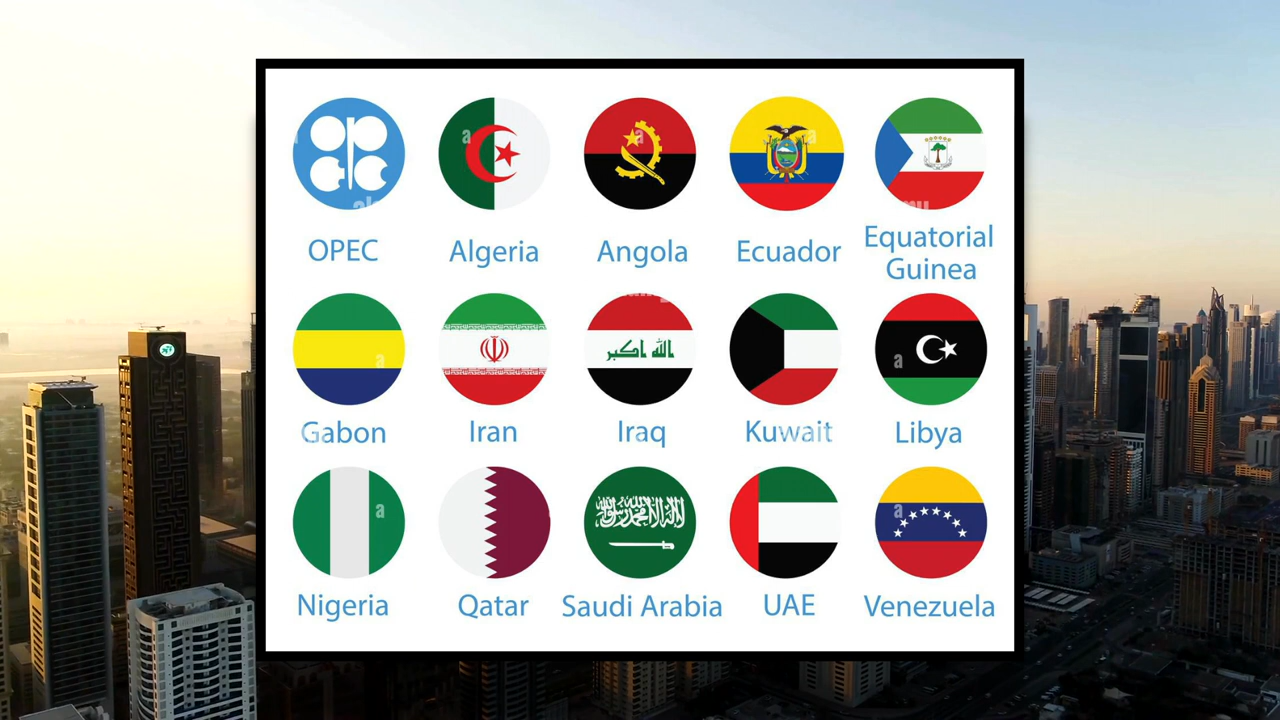 OPEC
Algeria
Angola
Ecuador
Equatorial
Guinea
Gabon
Iran
Iraq
الله اكبر
Kuwait
Libya
Nigeria
Qatar
Saudi Arabia
لا إله إلا الله محمد رسول الله
UAE
Venezuela